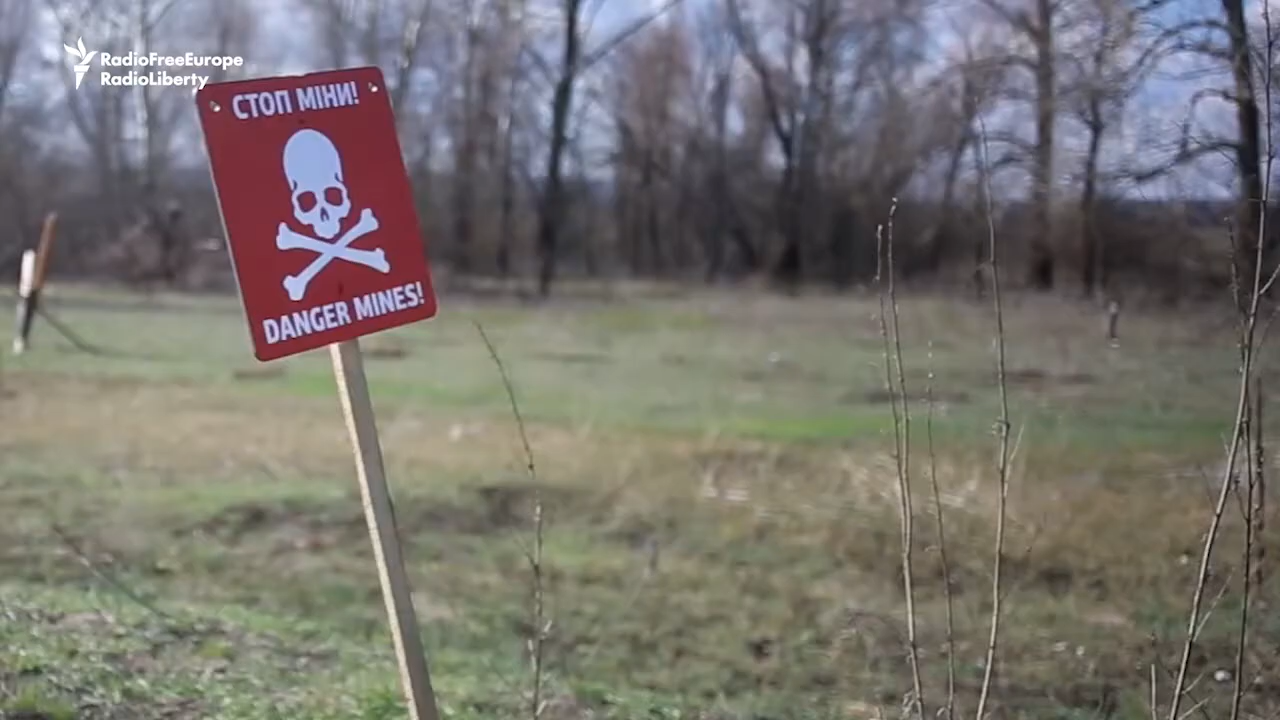 RadioFreeEurope
RadioLiberty
СТОП МІНИ!
DANGER MINES!